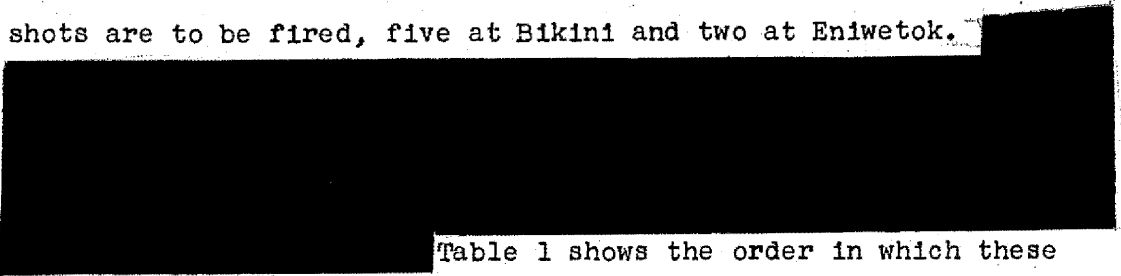 shots are to be fired, five at Bikini and two at Eniwetok.
Table 1 shows the order in which these